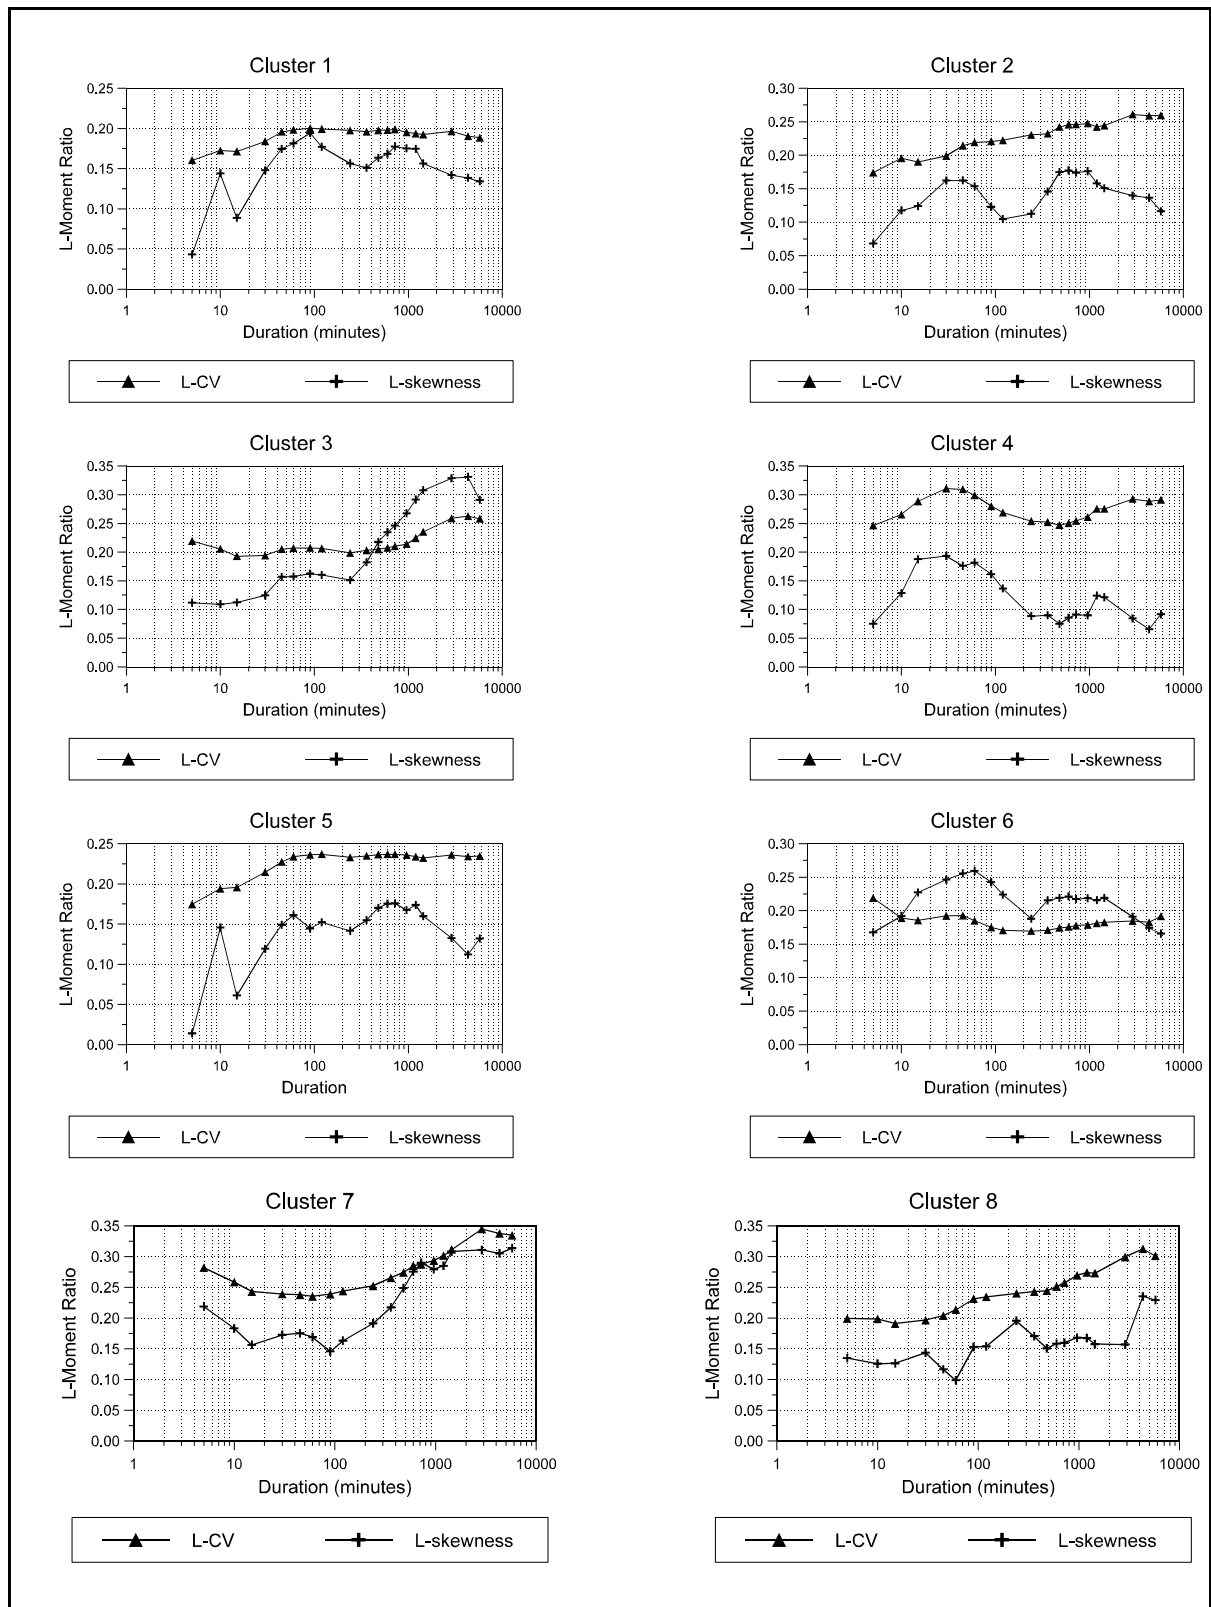 Cluster 1
0.25
0.20
0.15
0.10
0.05
0.00
L-Moment Ratio
1 10 100 1000 10000
Duration (minutes)
L-CV L-skewness
Cluster 2
0.30
0.25
0.20
0.15
0.10
0.05
0.00
L-Moment Ratio
1 10 100 1000 10000
Duration (minutes)
L-CV L-skewness
Cluster 3
0.35
0.30
0.25
0.20
0.15
0.10
0.05
0.00
L-Moment Ratio
1 10 100 1000 10000
Duration (minutes)
L-CV L-skewness
Cluster 4
0.35
0.30
0.25
0.20
0.15
0.10
0.05
0.00
L-Moment Ratio
1 10 100 1000 10000
Duration (minutes)
L-CV L-skewness
Cluster 5
0.25
0.20
0.15
0.10
0.05
0.00
L-Moment Ratio
1 10 100 1000 10000
Duration
L-CV L-skewness
Cluster 6
0.30
0.25
0.20
0.15
0.10
0.05
0.00
L-Moment Ratio
1 10 100 1000 10000
Duration (minutes)
L-CV L-skewness
Cluster 7
0.35
0.30
0.25
0.20
0.15
0.10
0.05
0.00
L-Moment Ratio
1 10 100 1000 10000
Duration (minutes)
L-CV L-skewness
Cluster 8
0.35
0.30
0.25
0.20
0.15
0.10
0.05
0.00
L-Moment Ratio
1 10 100 1000 10000
Duration (minutes)
L-CV L-skewness